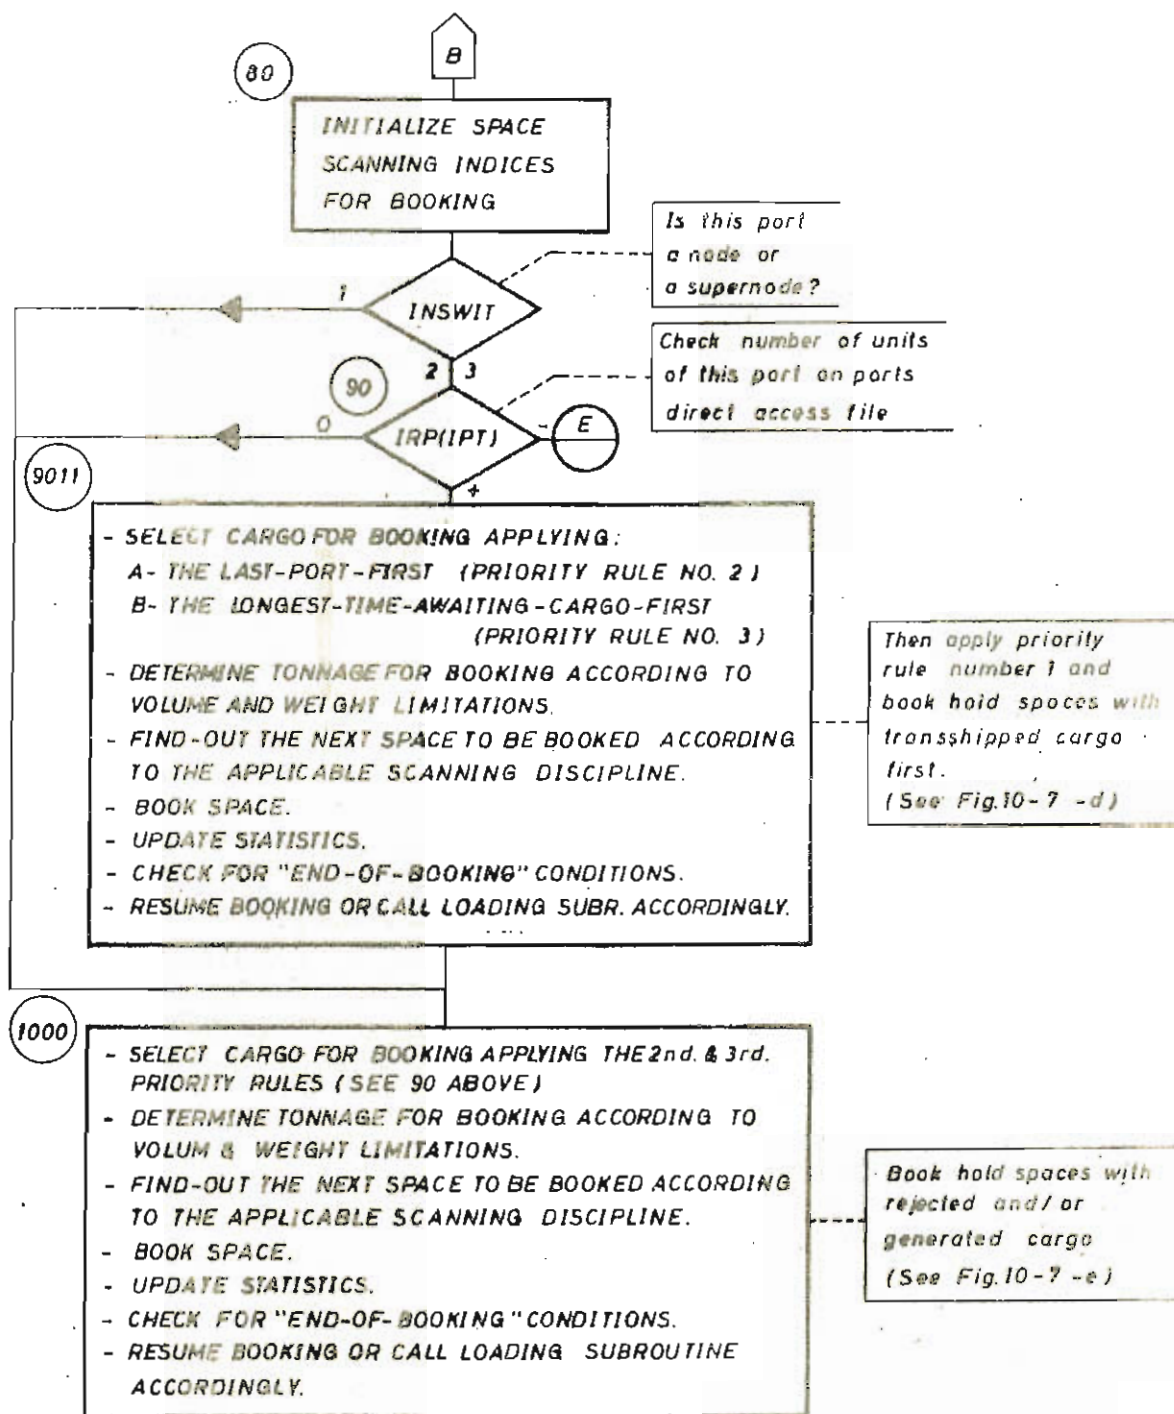 B
80
INITIALIZE SPACE
SCANNING INDICES
FOR BOOKING
Is this port
a node or
a supernode?
1
INSWIT
2 3
Check number of units
of this port on ports
direct access file
90
0
IRP(IPT)
-
E
+
9011
- SELECT CARGO FOR BOOKING APPLYING:
A- THE LAST-PORT-FIRST (PRIORITY RULE NO. 2)
B- THE LONGEST-TIME-AWAITING-CARGO-FIRST
(PRIORITY RULE NO. 3)
- DETERMINE TONNAGE FOR BOOKING ACCORDING TO
VOLUME AND WEIGHT LIMITATIONS.
- FIND-OUT THE NEXT SPACE TO BE BOOKED ACCORDING
TO THE APPLICABLE SCANNING DISCIPLINE.
- BOOK SPACE.
- UPDATE STATISTICS.
- CHECK FOR "END-OF-BOOKING" CONDITIONS.
- RESUME BOOKING OR CALL LOADING SUBR. ACCORDINGLY.
Then apply priority
rule number 1 and
book hold spaces with
transshipped cargo
first.
(See Fig.10-7 -d)
1000
- SELECT CARGO FOR BOOKING APPLYING THE 2nd. & 3rd.
PRIORITY RULES (SEE 90 ABOVE)
- DETERMINE TONNAGE FOR BOOKING ACCORDING TO
VOLUM & WEIGHT LIMITATIONS.
- FIND-OUT THE NEXT SPACE TO BE BOOKED ACCORDING
TO THE APPLICABLE SCANNING DISCIPLINE.
- BOOK SPACE.
- UPDATE STATISTICS.
- CHECK FOR "END-OF-BOOKING" CONDITIONS.
- RESUME BOOKING OR CALL LOADING SUBROUTINE
ACCORDINGLY.
Book hold spaces with
rejected and/or
generated cargo
(See Fig.10-7 -e)